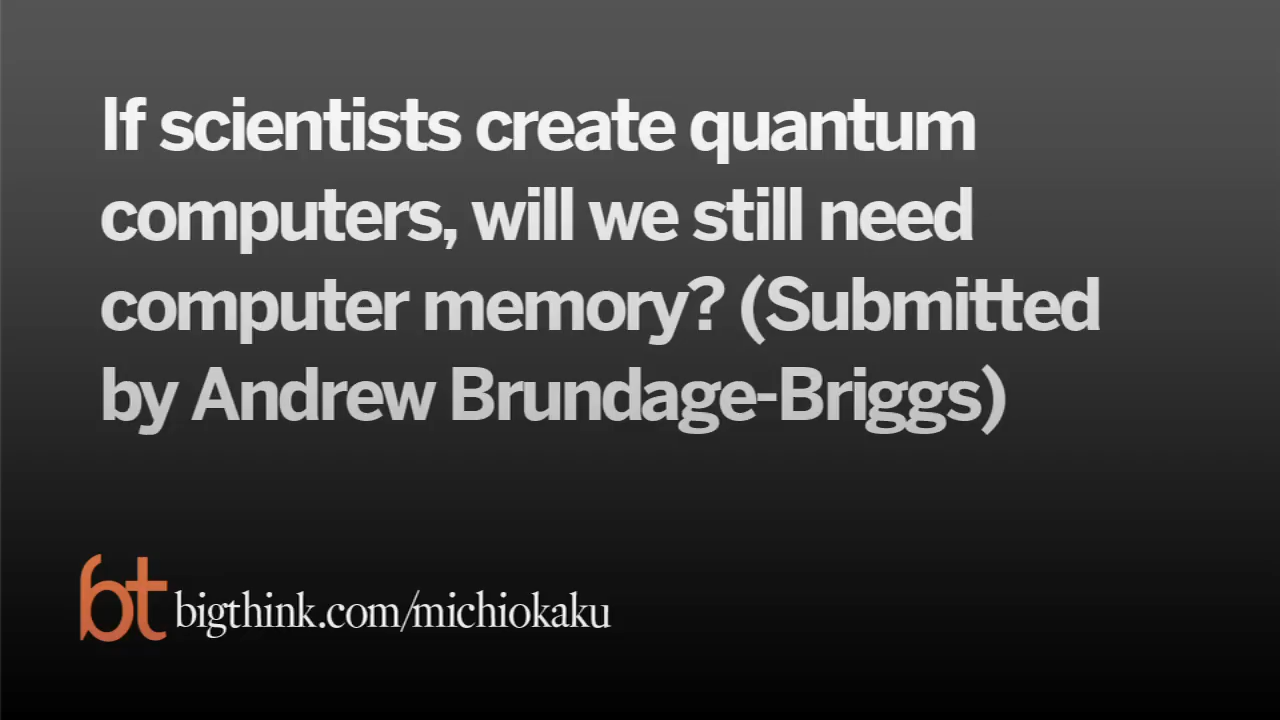 If scientists create quantum
computers, will we still need
computer memory? (Submitted
by Andrew Brundage-Briggs)
bt bigthink.com/michiokaku